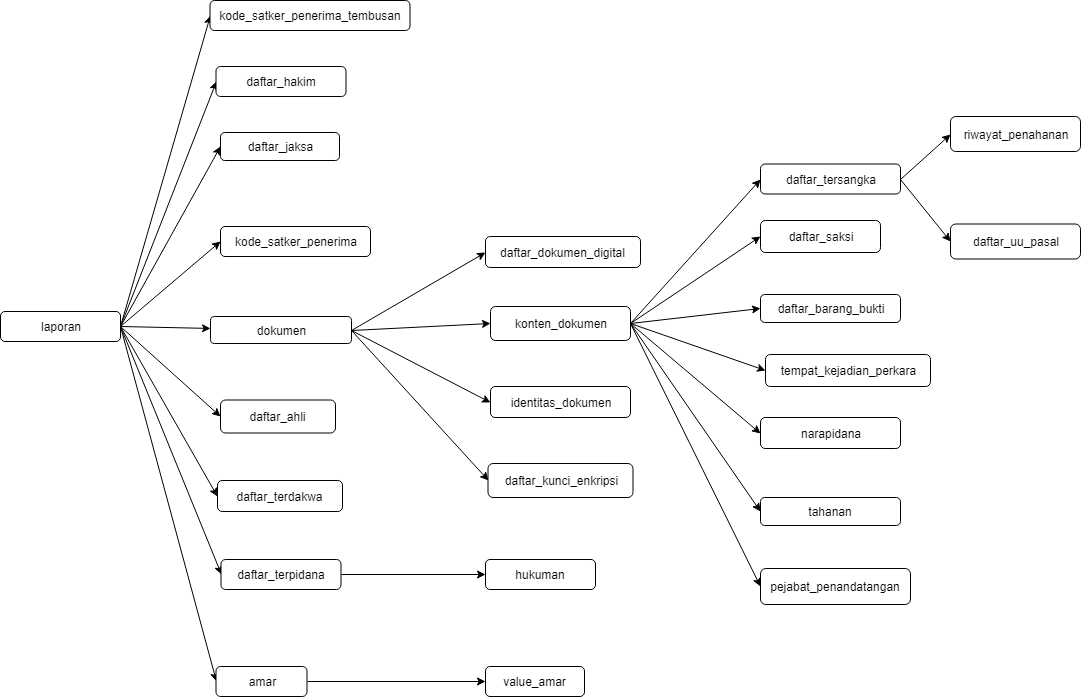 kode_satker_penerima_tembusan
daftar_hakim
daftar_jaksa
kode_satker_penerima
laporan
dokumen
daftar_ahli
daftar_terdakwa
daftar_terpidana
amar
daftar_dokumen_digital
konten_dokumen
identitas_dokumen
daftar_kunci_enkripsi
hukuman
value_amar
daftar_tersangka
daftar_saksi
daftar_barang_bukti
tempat_kejadian_perkara
narapidana
tahanan
pejabat_penandatangan
riwayat_penahanan
daftar_uu_pasal